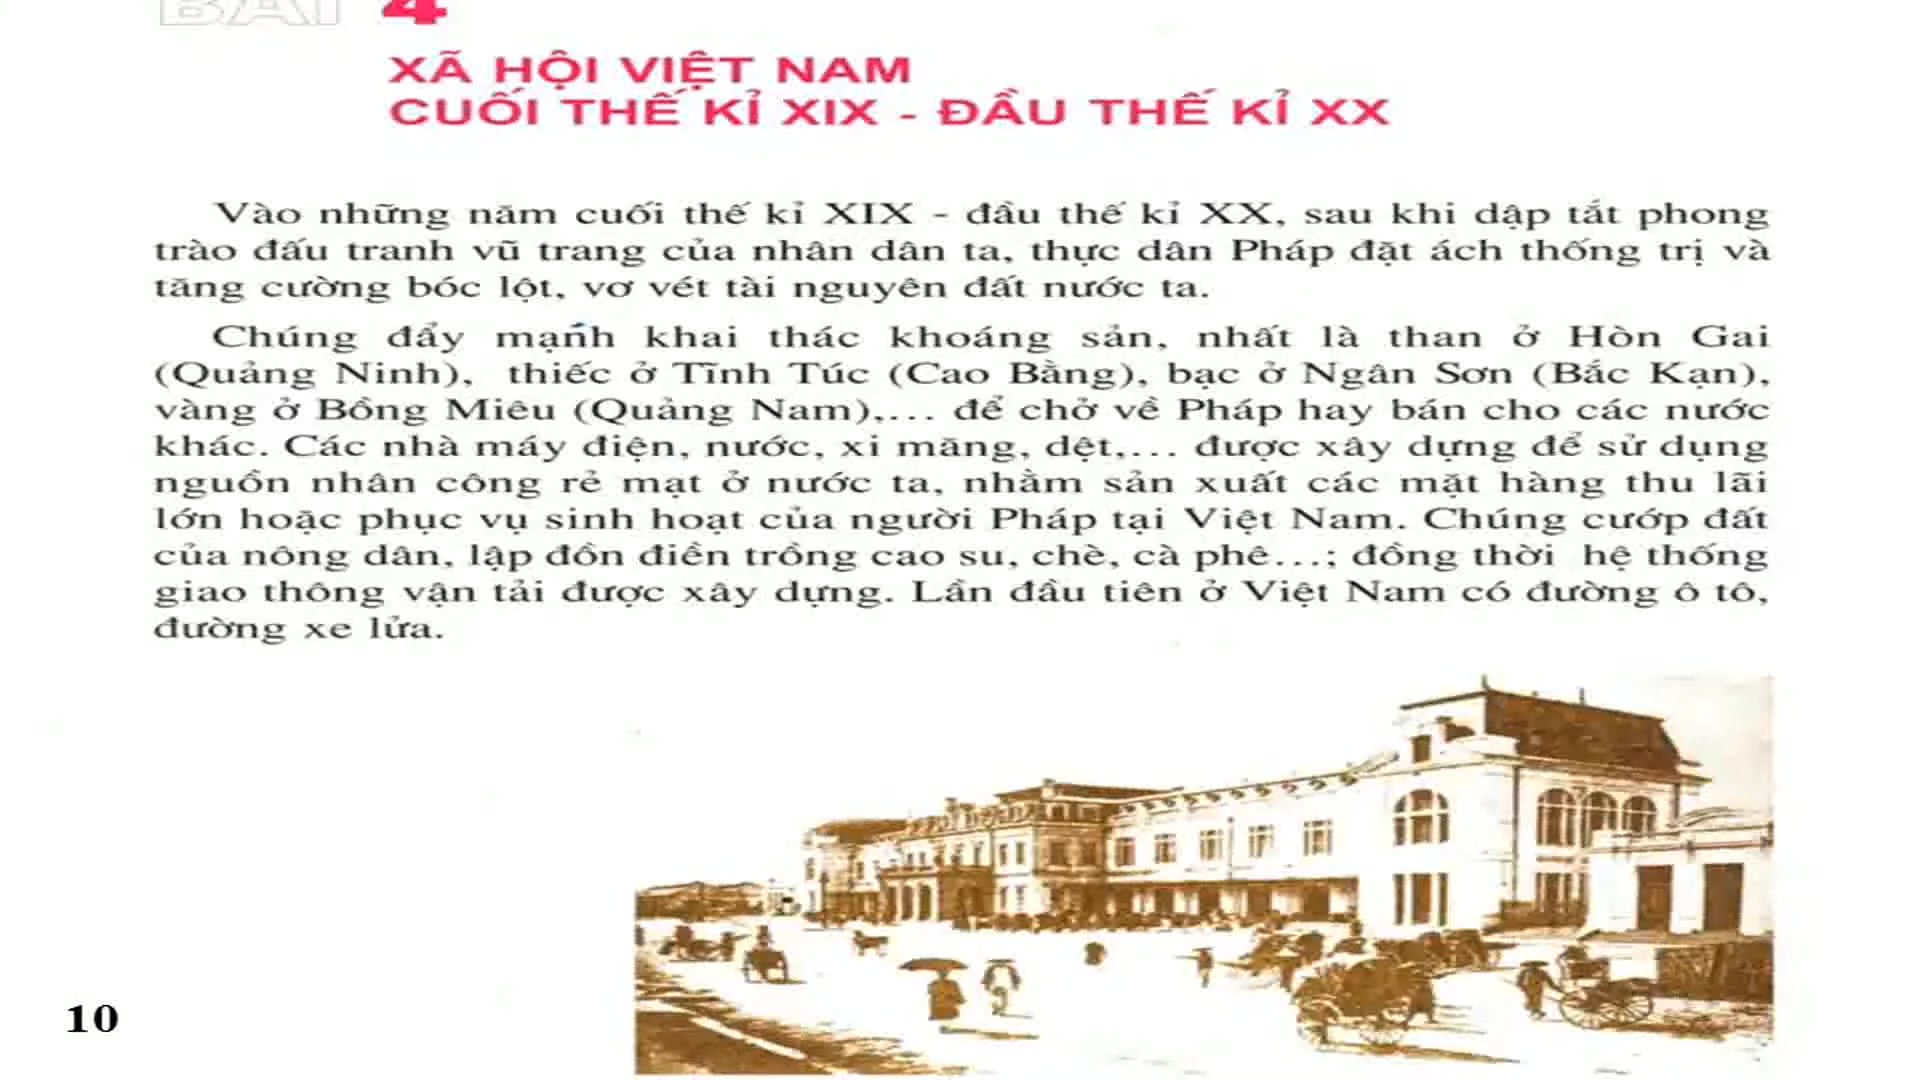 BÀI 4
XÃ HỘI VIỆT NAM
CUỐI THẾ KỈ XIX - ĐẦU THẾ KỈ XX
Vào những năm cuối thế kỉ XIX - đầu thế kỉ XX, sau khi dập tắt phong
trào đấu tranh vũ trang của nhân dân ta, thực dân Pháp đặt ách thống trị và
tăng cường bóc lột, vơ vét tài nguyên đất nước ta.
Chúng đẩy mạnh khai thác khoáng sản, nhất là than ở Hòn Gai
(Quảng Ninh), thiếc ở Tĩnh Túc (Cao Bằng), bạc ở Ngân Sơn (Bắc Kạn),
vàng ở Bồng Miêu (Quảng Nam),... để chở về Pháp hay bán cho các nước
khác. Các nhà máy điện, nước, xi măng, dệt,... được xây dựng để sử dụng
nguồn nhân công rẻ mạt ở nước ta, nhằm sản xuất các mặt hàng thu lãi
lớn hoặc phục vụ sinh hoạt của người Pháp tại Việt Nam. Chúng cướp đất
của nông dân, lập đồn điền trồng cao su, chè, cà phê...; đồng thời hệ thống
giao thông vận tải được xây dựng. Lần đầu tiên ở Việt Nam có đường ô tô,
đường xe lửa.
10